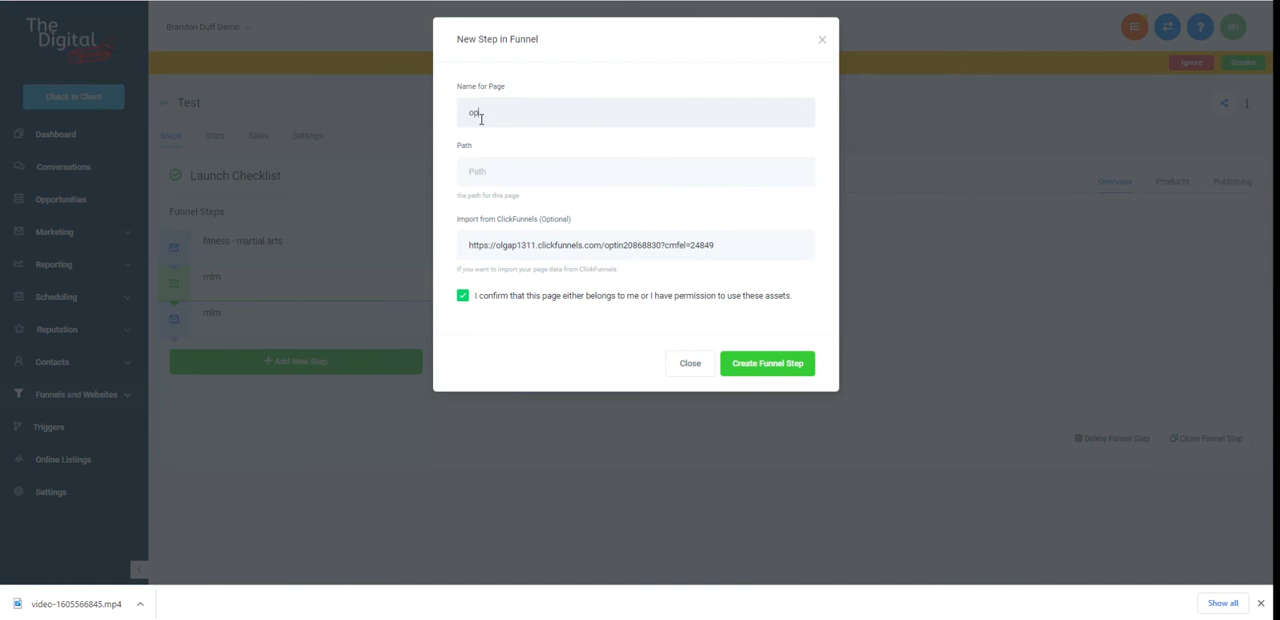 The
Digital
Brandon Duff Demo
Ignore
Resolve
Check In Client
Dashboard
Conversations
Opportunities
Marketing
Reporting
Scheduling
Reputation
Contacts
Funnels and Websites
Triggers
Online Listings
Settings
Test
Steps Stats Sales Settings
Launch Checklist
Funnel Steps
fitness - martial arts
mlm
mlm
+ Add New Step
Overview Products Publishing
Delete Funnel Step Clone Funnel Step
New Step in Funnel
Name for Page
op
Path
Path
the path for this page
Import from ClickFunnels (Optional)
https://olgap1311.clickfunnels.com/optin20868830?cmfel=24849
If you want to import your page data from ClickFunnels.
I confirm that this page either belongs to me or I have permission to use these assets.
Close Create Funnel Step
video-1605566845.mp4
Show all